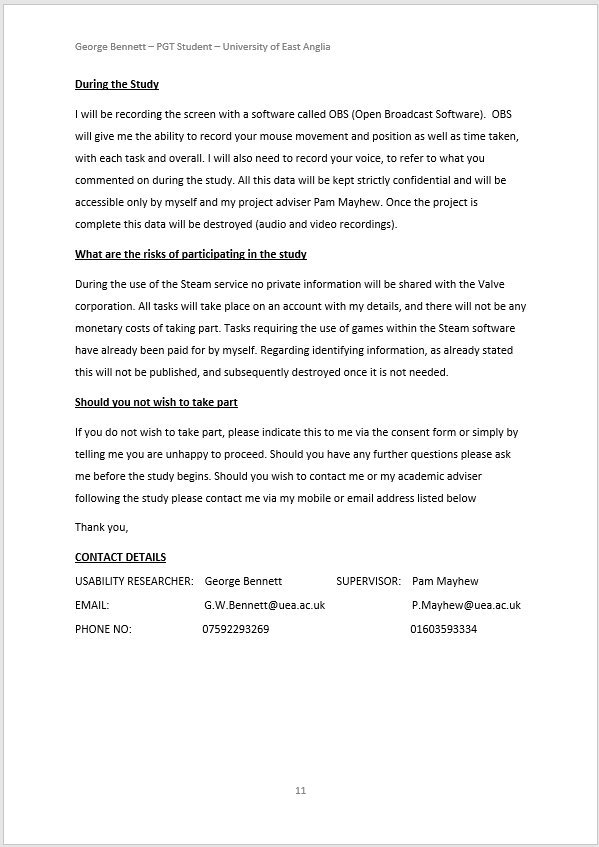 George Bennett – PGT Student – University of East Anglia
During the Study
I will be recording the screen with a software called OBS (Open Broadcast Software).  OBS
will give me the ability to record your mouse movement and position as well as time taken,
with each task and overall. I will also need to record your voice, to refer to what you
commented on during the study. All this data will be kept strictly confidential and will be
accessible only by myself and my project adviser Pam Mayhew. Once the project is
complete this data will be destroyed (audio and video recordings).
What are the risks of participating in the study
During the use of the Steam service no private information will be shared with the Valve
corporation. All tasks will take place on an account with my details, and there will not be any
monetary costs of taking part. Tasks requiring the use of games within the Steam software
have already been paid for by myself. Regarding identifying information, as already stated
this will not be published, and subsequently destroyed once it is not needed.
Should you not wish to take part
If you do not wish to take part, please indicate this to me via the consent form or simply by
telling me you are unhappy to proceed. Should you have any further questions please ask
me before the study begins. Should you wish to contact me or my academic adviser
following the study please contact me via my mobile or email address listed below
Thank you,
CONTACT DETAILS
USABILITY RESEARCHER: George Bennett SUPERVISOR: Pam Mayhew
EMAIL: G.W.Bennett@uea.ac.uk P.Mayhew@uea.ac.uk
PHONE NO: 07592293269 01603593334
11